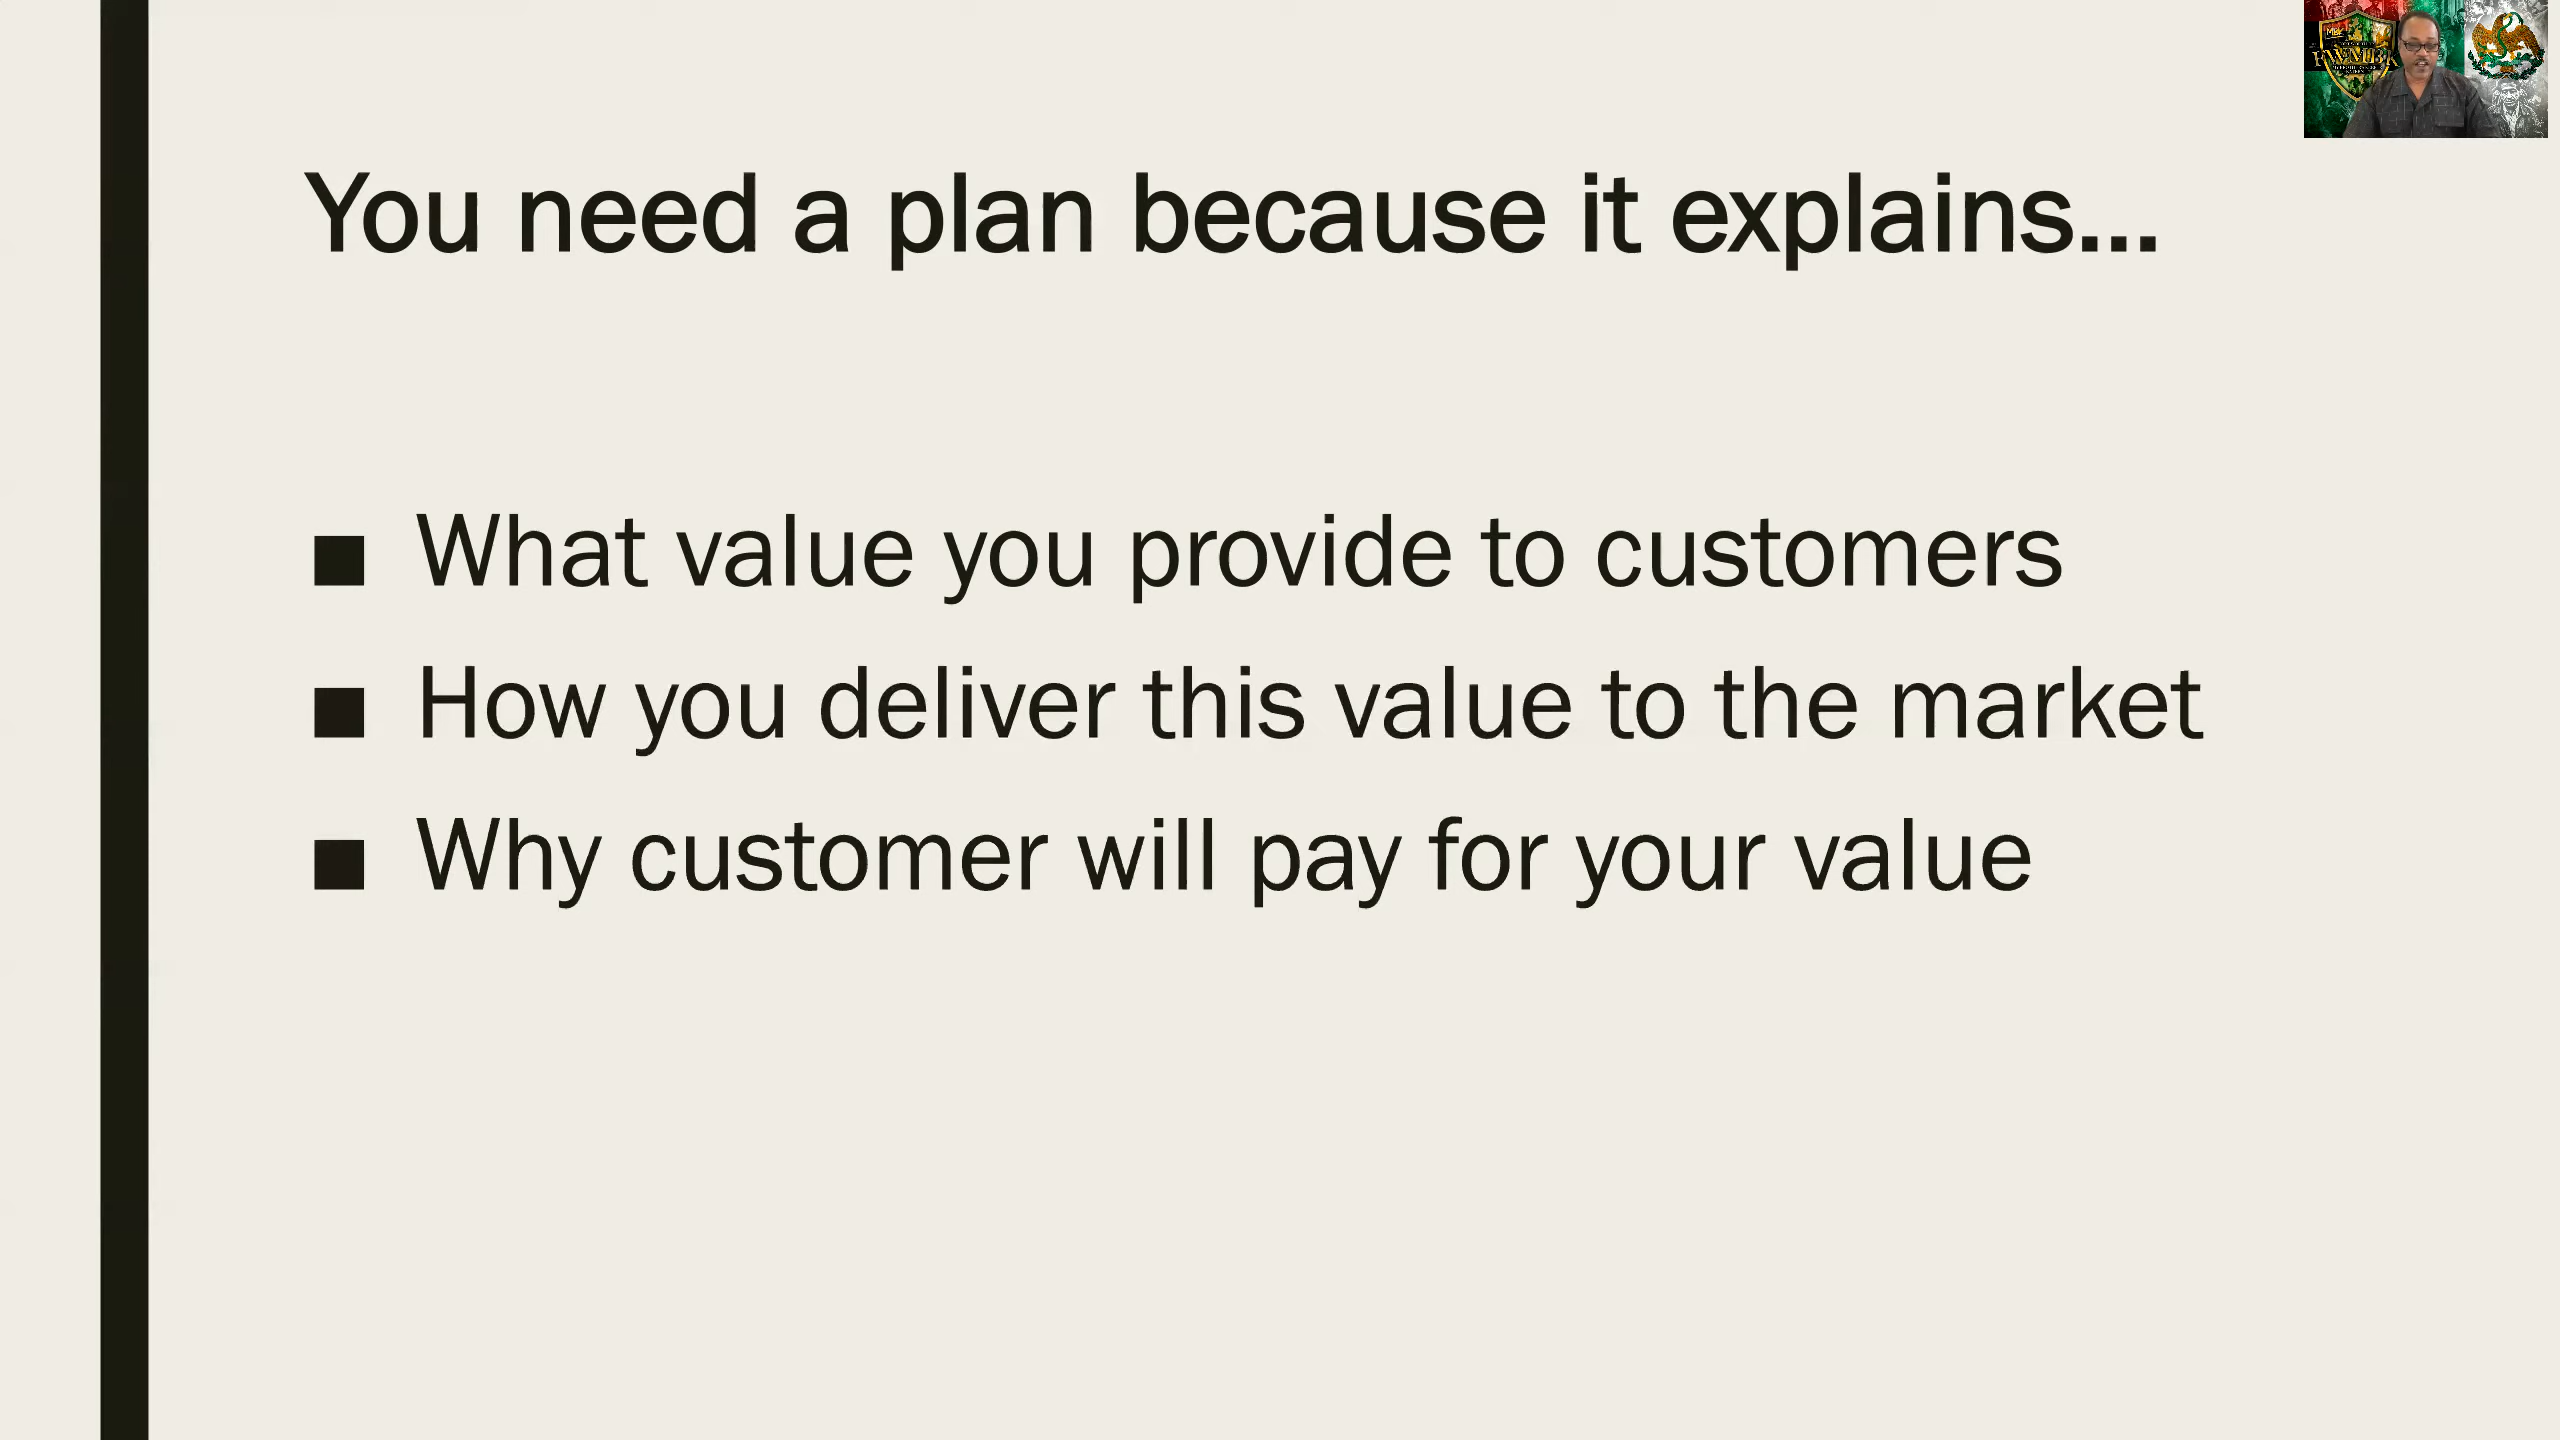 You need a plan because it explains...
■ What value you provide to customers
■ How you deliver this value to the market
■ Why customer will pay for your value